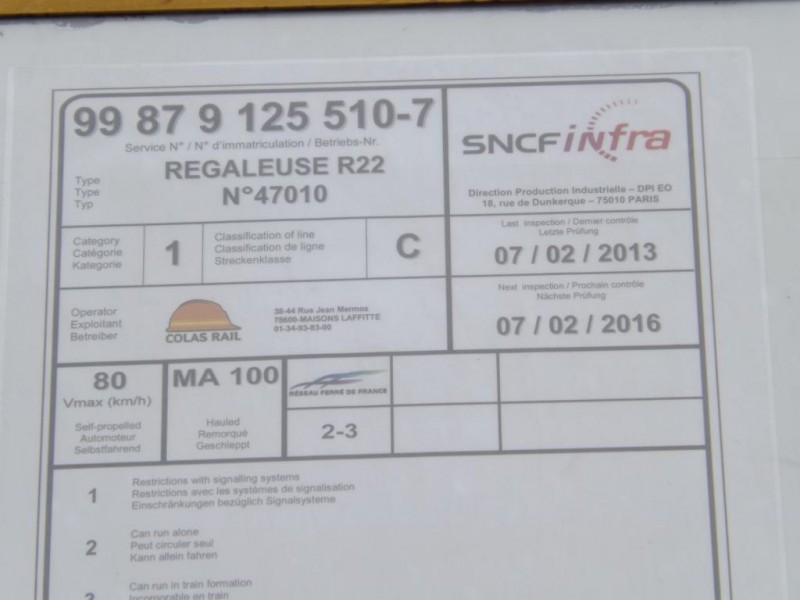 99 87 9 125 510-7
Service N° / N° d'immatriculation / Betriebs-Nr.
Type
Type
Typ
REGALEUSE R22
N°47010
SNCF iNfra
Direction Production Industrielle – DPI EO
18, rue de Dunkerque – 75010 PARIS
Category
Catégorie
Kategorie
1
Classification of line
Classification de ligne
Streckenklasse
C
Last inspection / Dernier contrôle
Letzte Prüfung
07 / 02 / 2013
Next inspection / Prochain contrôle
Nächste Prüfung
07 / 02 / 2016
Operator
Exploitant
Betreiber
COLAS RAIL
38-44 Rue Jean Mermos
78600-MAISONS LAFFITTE
01-34-93-83-00
80
Vmax (km/h)
Self-propelled
Automoteur
Selbstfahrend
MA 100
Hauled
Remorqué
Geschleppt
RÉSEAU FERRÉ DE FRANCE
2-3
1
Restrictions with signalling systems
Restrictions avec les systèmes de signalisation
Einschränkungen bezüglich Signalsysteme
2
Can run alone
Peut circuler seul
Kann allein fahren
3
Can run in train formation
Incorporable en train